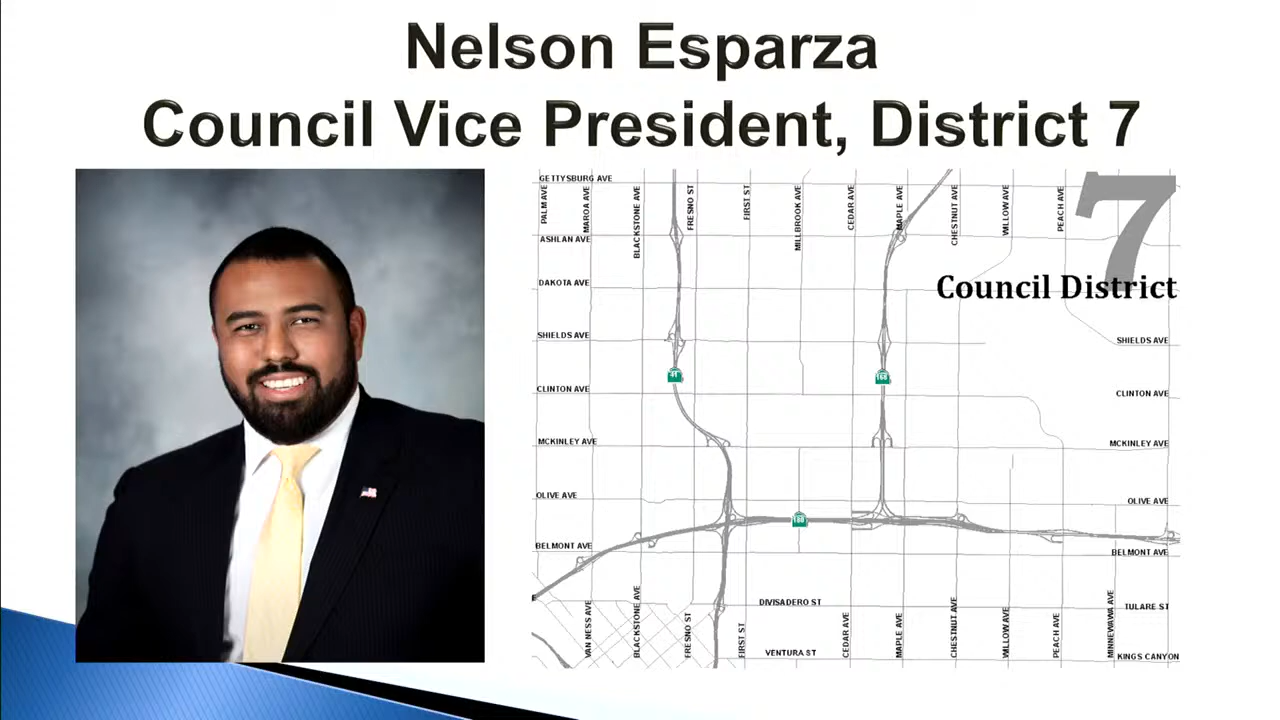 Nelson Esparza
Council Vice President, District 7
GETTYSBURG AVE
PALM AVE
MAROA AVE
BLACKSTONE AVE
FRESNO ST
FIRST ST
MILLBROOK AVE
CEDAR AVE
MAPLE AVE
CHESTNUT AVE
WILLOW AVE
PEACH AVE
7
Council District
ASHLAN AVE
DAKOTA AVE
SHIELDS AVE
SHIELDS AVE
41
168
CLINTON AVE
CLINTON AVE
MCKINLEY AVE
MCKINLEY AVE
OLIVE AVE
OLIVE AVE
180
BELMONT AVE
BELMONT AVE
DIVISADERO ST
TULARE ST
VAN NESS AVE
BLACKSTONE AVE
FRESNO ST
FIRST ST
VENTURA ST
CEDAR AVE
MAPLE AVE
CHESTNUT AVE
WILLOW AVE
PEACH AVE
MINNEWAWA AVE
KINGS CANYON